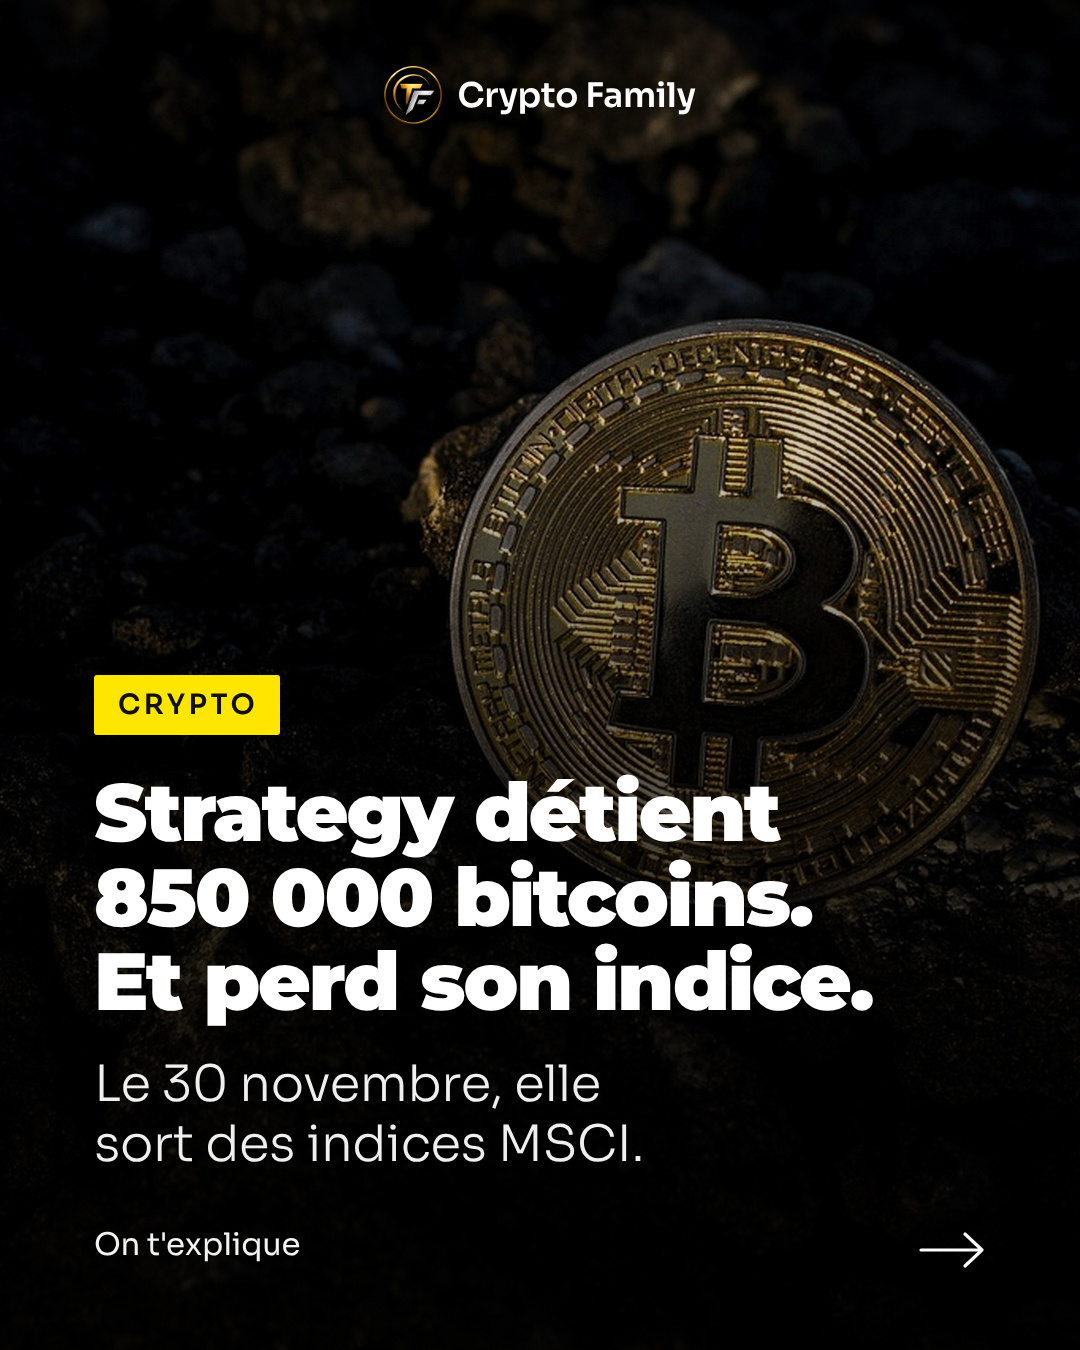 Crypto Family
CRYPTO
Strategy détient
850 000 bitcoins.
Et perd son indice.
Le 30 novembre, elle
sort des indices MSCI.
On t'explique